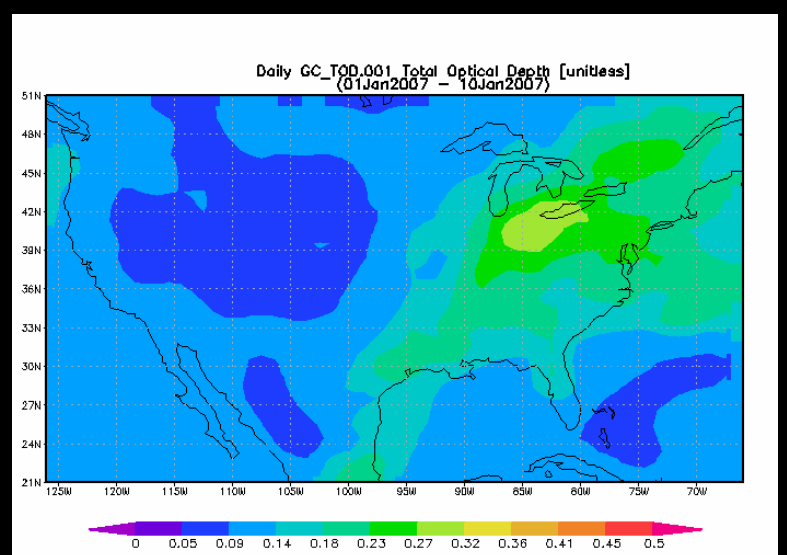 Daily GC_TOD.001 Total Optical Depth [unitless]
(01Jan2007 - 10Jan2007)
51N
48N
45N
42N
39N
36N
33N
30N
27N
24N
21N
125W 120W 115W 110W 105W 100W 95W 90W 85W 80W 75W 70W
0 0.05 0.09 0.14 0.18 0.23 0.27 0.32 0.36 0.41 0.45 0.5